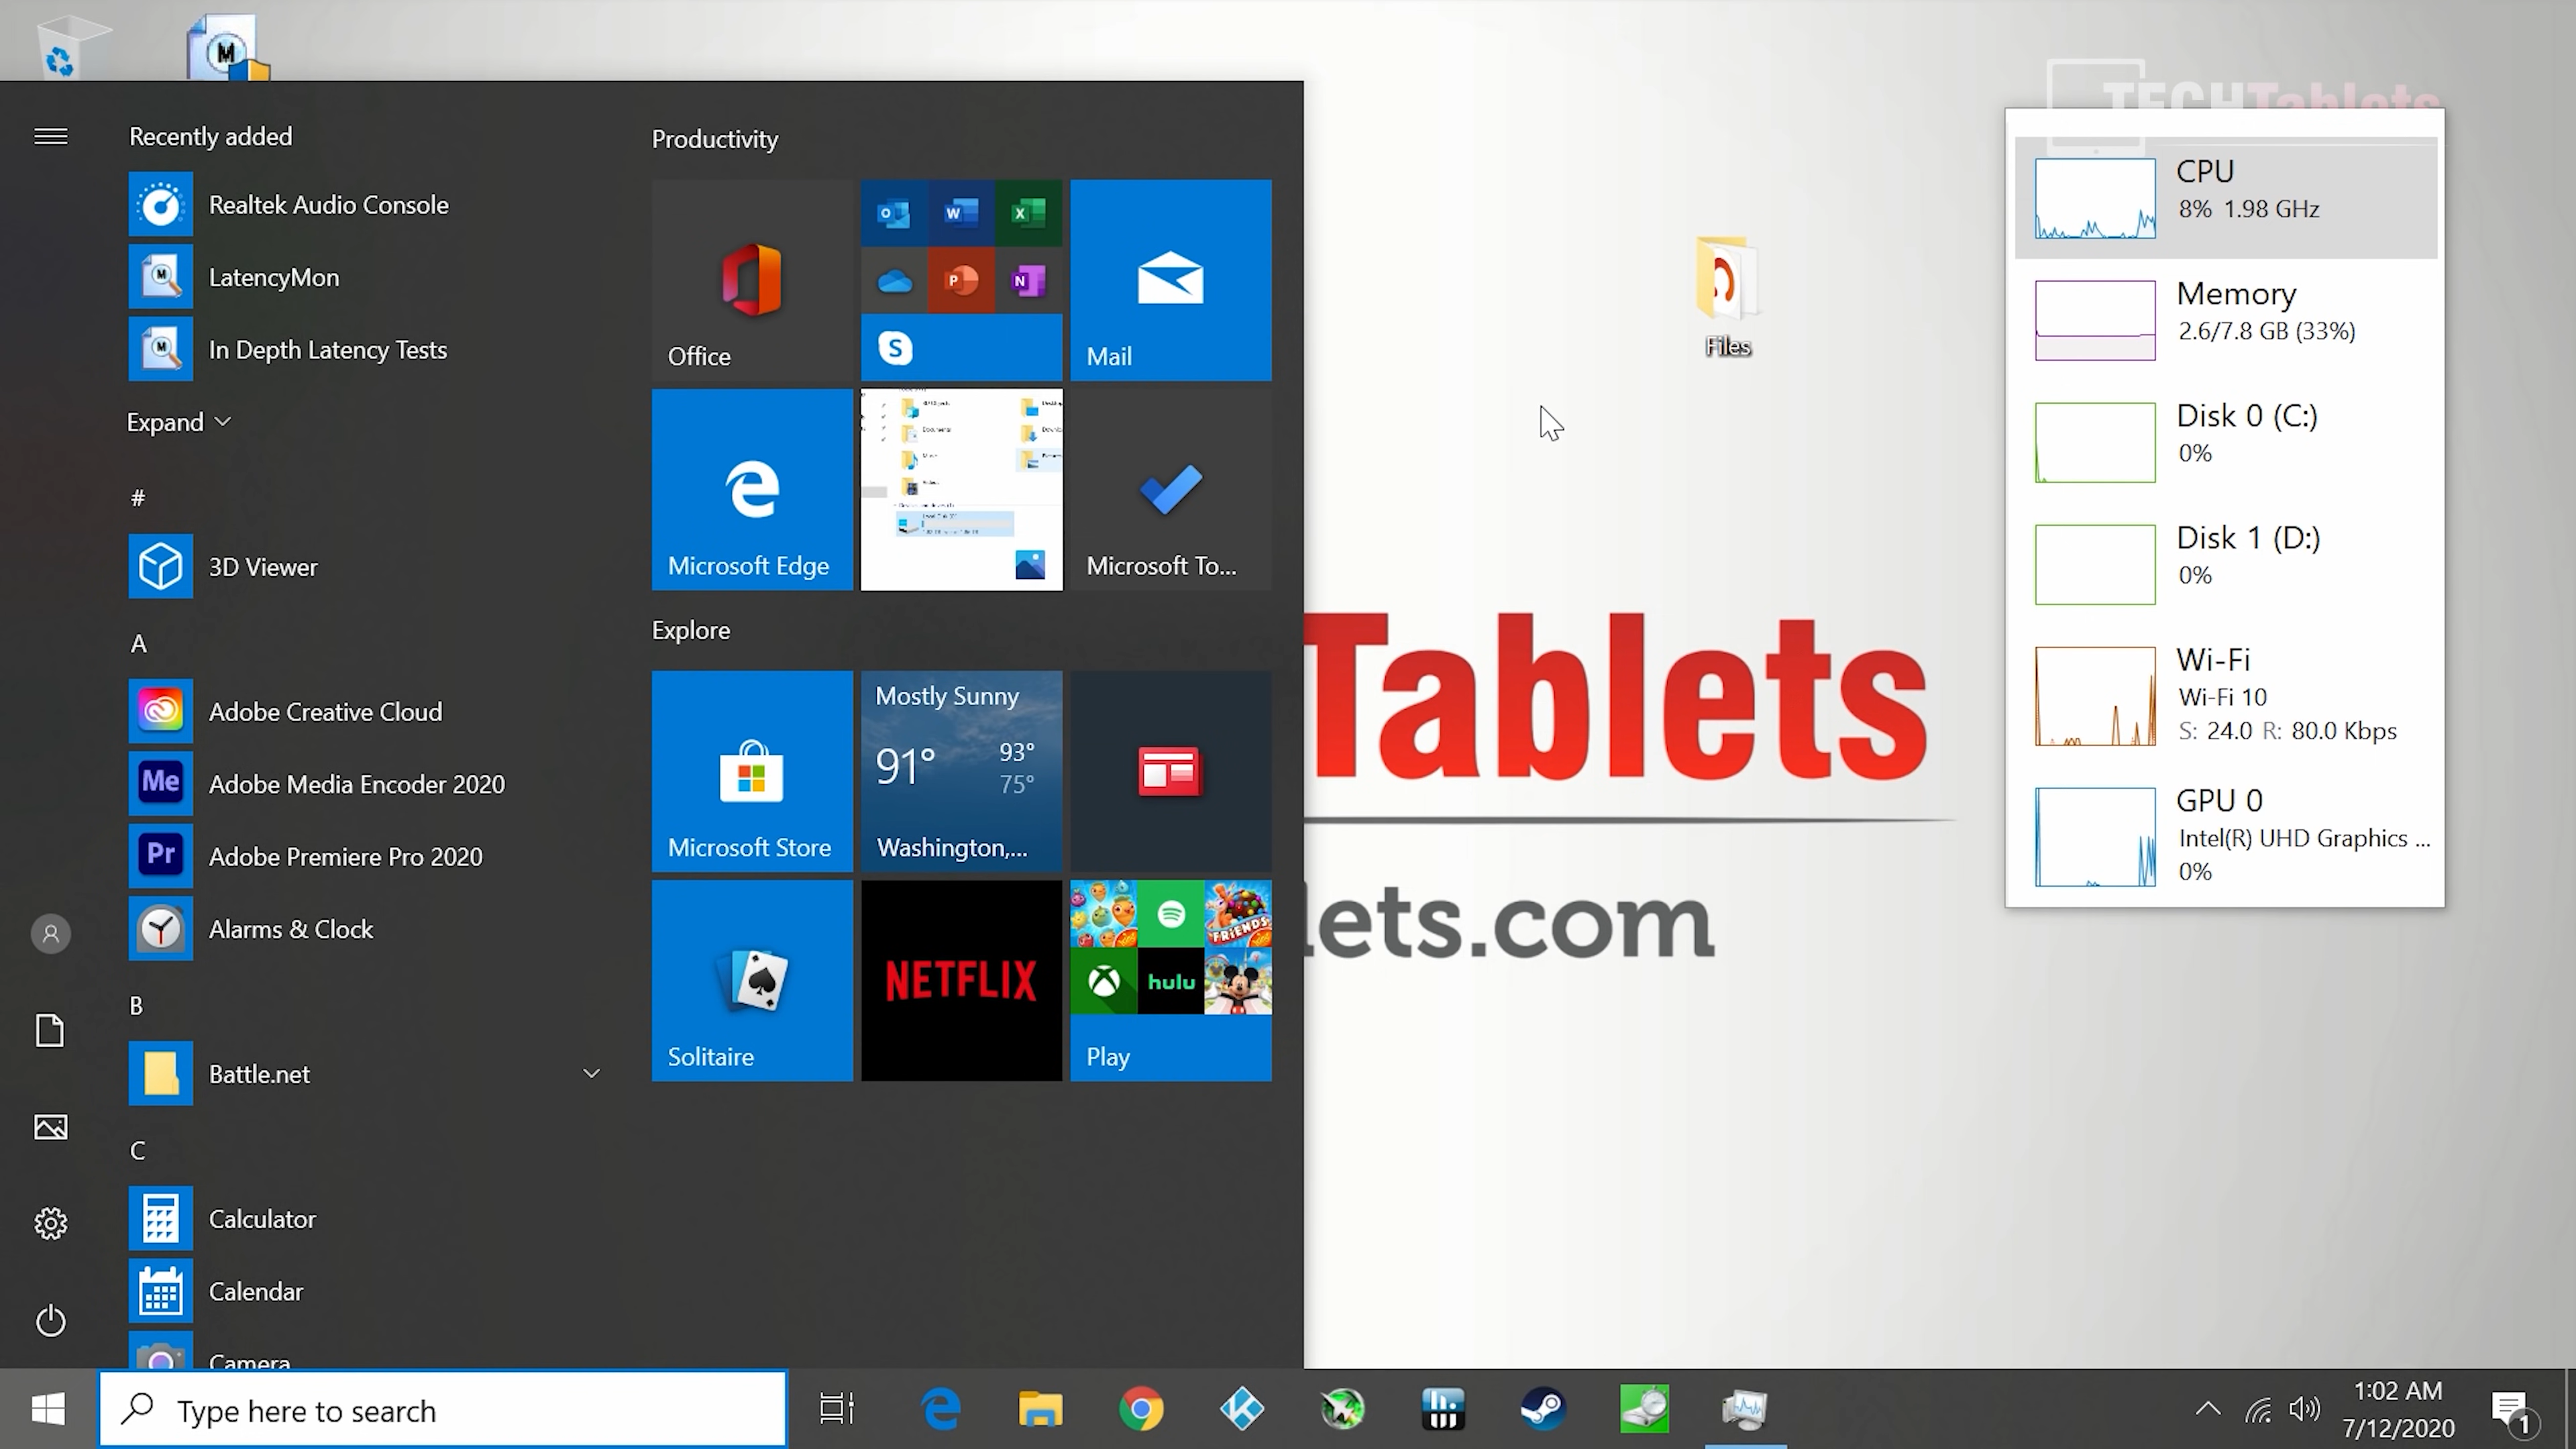 TECHTablets
Recently added
Realtek Audio Console
LatencyMon
In Depth Latency Tests
Expand
#
3D Viewer
A
Adobe Creative Cloud
Me
Adobe Media Encoder 2020
Pr
Adobe Premiere Pro 2020
Alarms & Clock
B
Battle.net
C
Calculator
Calendar
Camera
Productivity
Office
Mail
Microsoft Edge
Microsoft To...
Explore
Microsoft Store
Mostly Sunny
91° 93°
75°
Washington,...
Solitaire
NETFLIX
FRIENDS
hulu
Play
Files
Tablets
lets.com
CPU
8% 1.98 GHz
Memory
2.6/7.8 GB (33%)
Disk 0 (C:)
0%
Disk 1 (D:)
0%
Wi-Fi
Wi-Fi 10
S: 24.0 R: 80.0 Kbps
GPU 0
Intel(R) UHD Graphics ...
0%
Type here to search
1:02 AM
7/12/2020
1